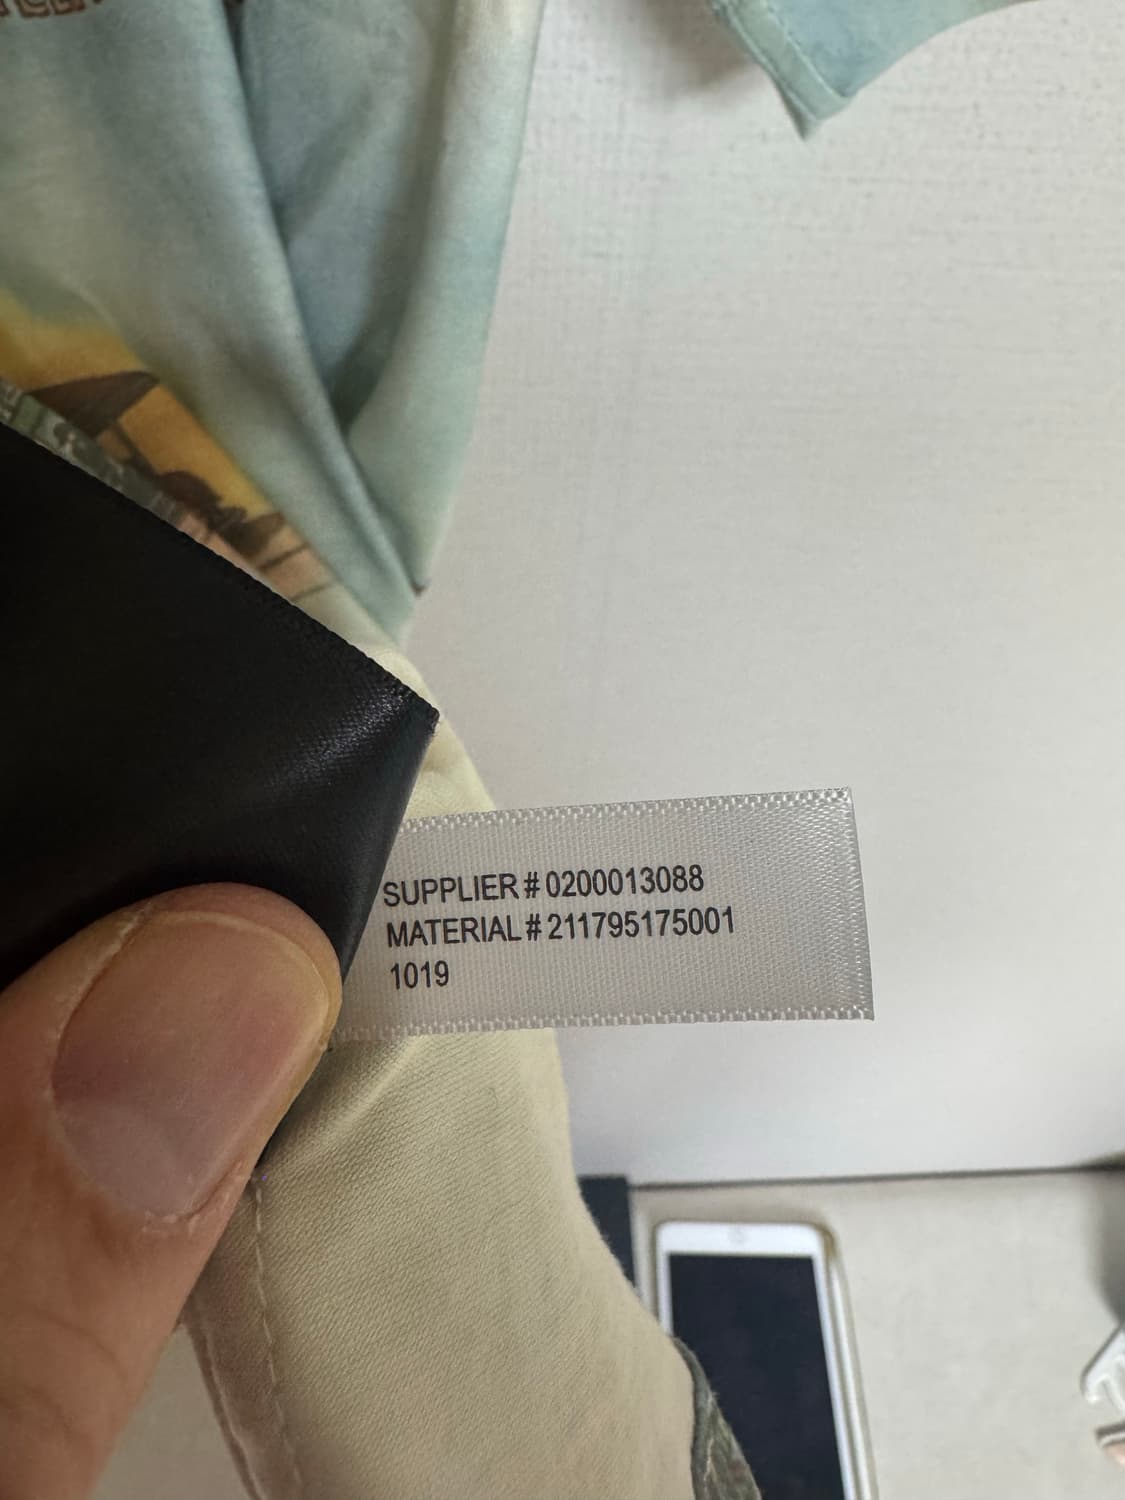 SUPPLIER # 0200013088
MATERIAL # 211795175001
1019